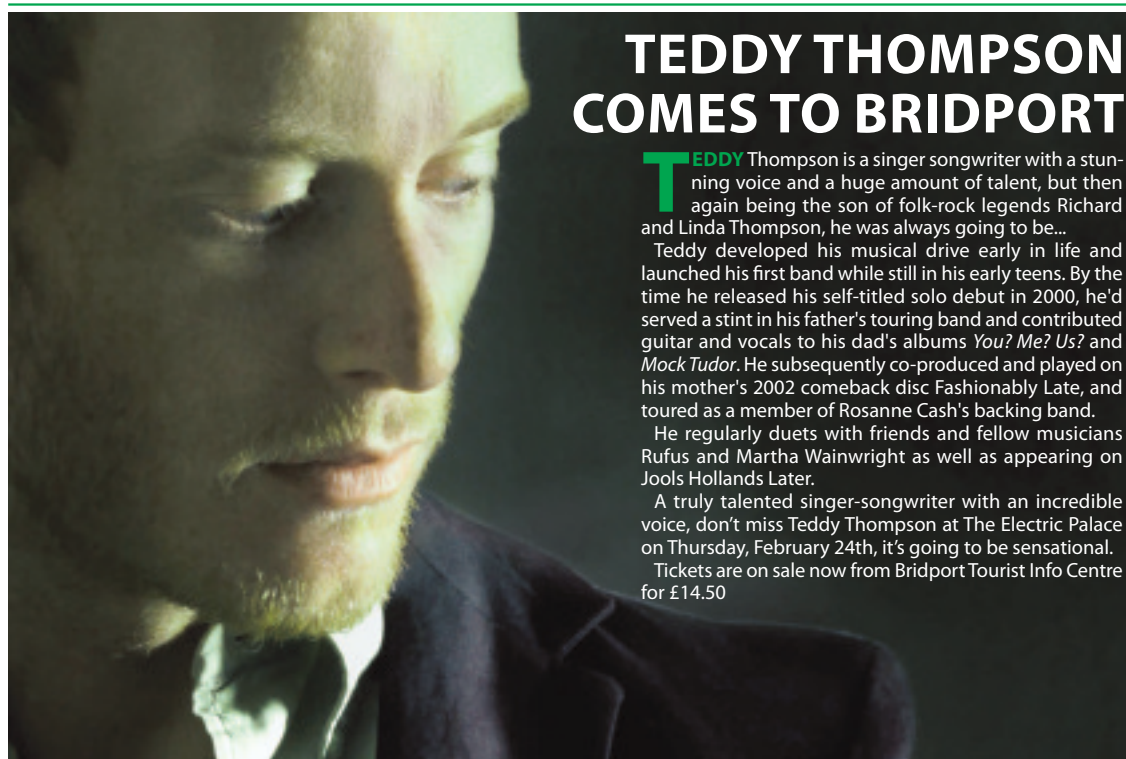 TEDDY THOMPSON
COMES TO BRIDPORT
TEDDY Thompson is a singer songwriter with a stun-
ning voice and a huge amount of talent, but then
again being the son of folk-rock legends Richard
and Linda Thompson, he was always going to be...
Teddy developed his musical drive early in life and
launched his first band while still in his early teens. By the
time he released his self-titled solo debut in 2000, he'd
served a stint in his father's touring band and contributed
guitar and vocals to his dad's albums You? Me? Us? and
Mock Tudor. He subsequently co-produced and played on
his mother's 2002 comeback disc Fashionably Late, and
toured as a member of Rosanne Cash's backing band.
He regularly duets with friends and fellow musicians
Rufus and Martha Wainwright as well as appearing on
Jools Hollands Later.
A truly talented singer-songwriter with an incredible
voice, don’t miss Teddy Thompson at The Electric Palace
on Thursday, February 24th, it’s going to be sensational.
Tickets are on sale now from Bridport Tourist Info Centre
for £14.50